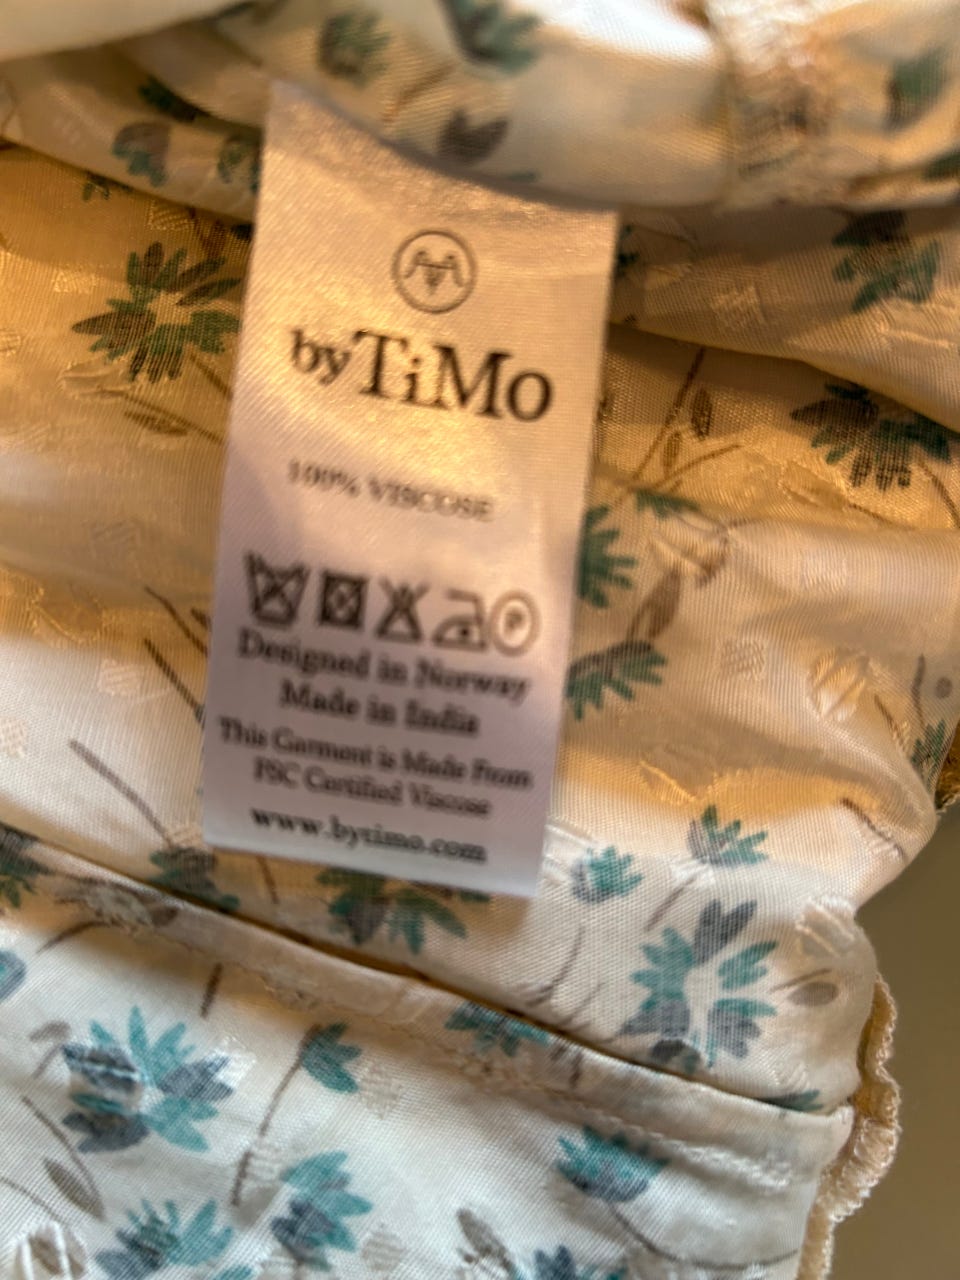 byTiMo
100% VISCOSE
P
Designed in Norway
Made in India
This Garment is Made From
FSC Certified Viscose
www.bytimo.com